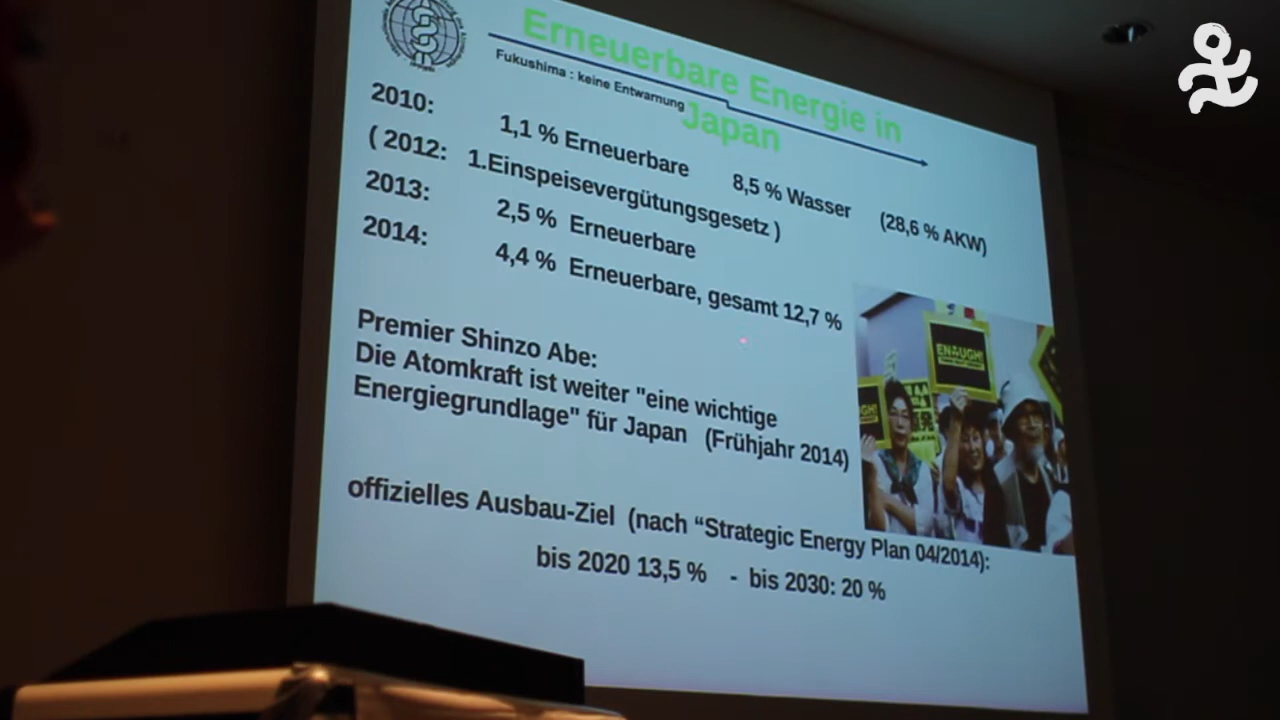 Erneuerbare Energie in
Japan
Fukushima : keine Entwarnung
2010: 1,1 % Erneuerbare 8,5 % Wasser (28,6 % AKW)
( 2012: 1.Einspeisevergütungsgesetz )
2013: 2,5 % Erneuerbare
2014: 4,4 % Erneuerbare, gesamt 12,7 %
Premier Shinzo Abe:
Die Atomkraft ist weiter "eine wichtige
Energiegrundlage" für Japan (Frühjahr 2014)
ENOUGH!
offizielles Ausbau-Ziel (nach “Strategic Energy Plan 04/2014):
bis 2020 13,5 % - bis 2030: 20 %